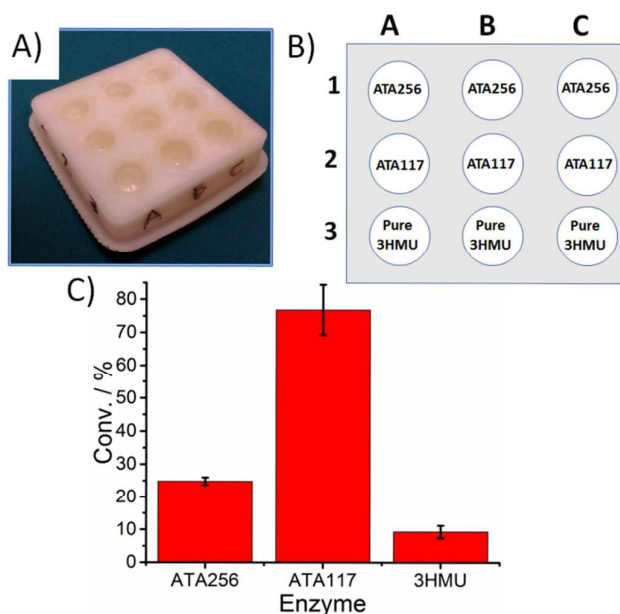 A)
A B C
B)
A B C
1 ATA256 ATA256 ATA256
2 ATA117 ATA117 ATA117
3 Pure 3HMU Pure 3HMU Pure 3HMU
C)
Conv. / %
80
70
60
50
40
30
20
10
0
ATA256 ATA117 3HMU
Enzyme